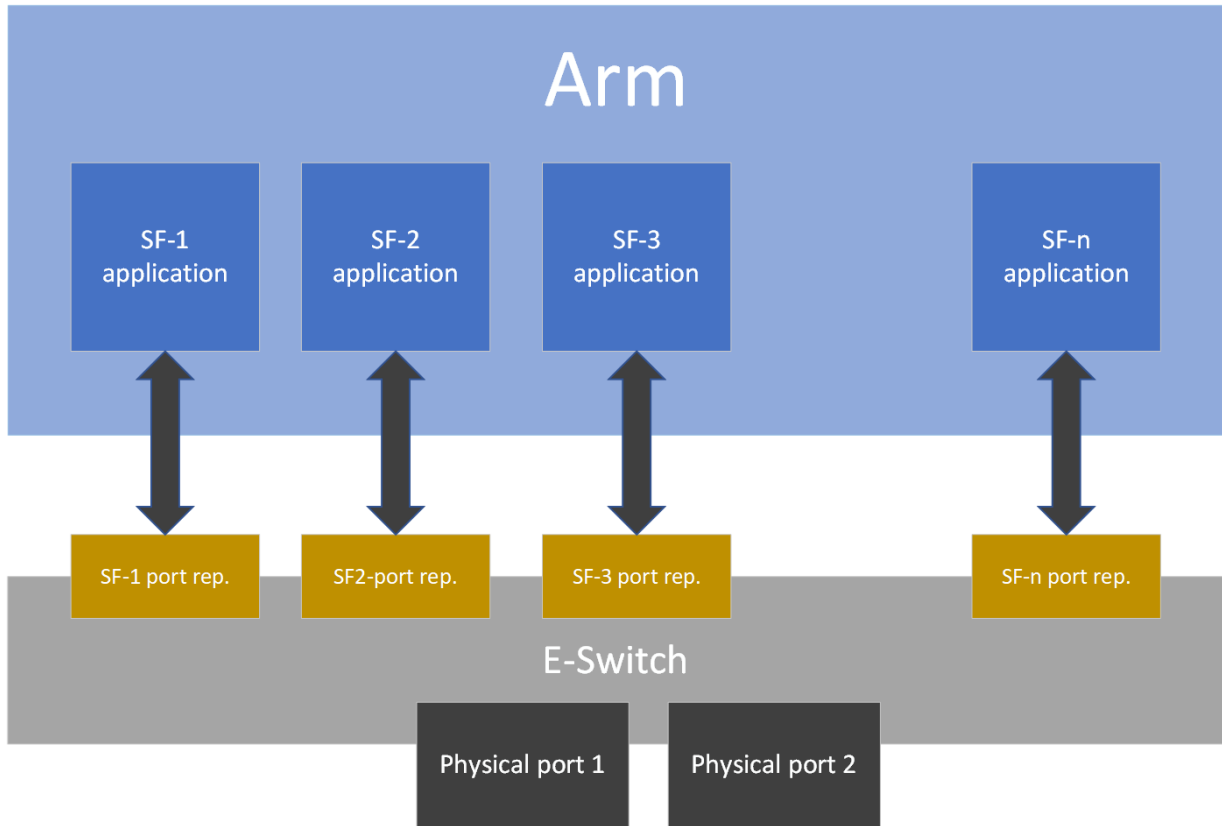 Arm
SF-1
application
SF-2
application
SF-3
application
SF-n
application
SF-1 port rep.
SF2-port rep.
SF-3 port rep.
SF-n port rep.
E-Switch
Physical port 1
Physical port 2